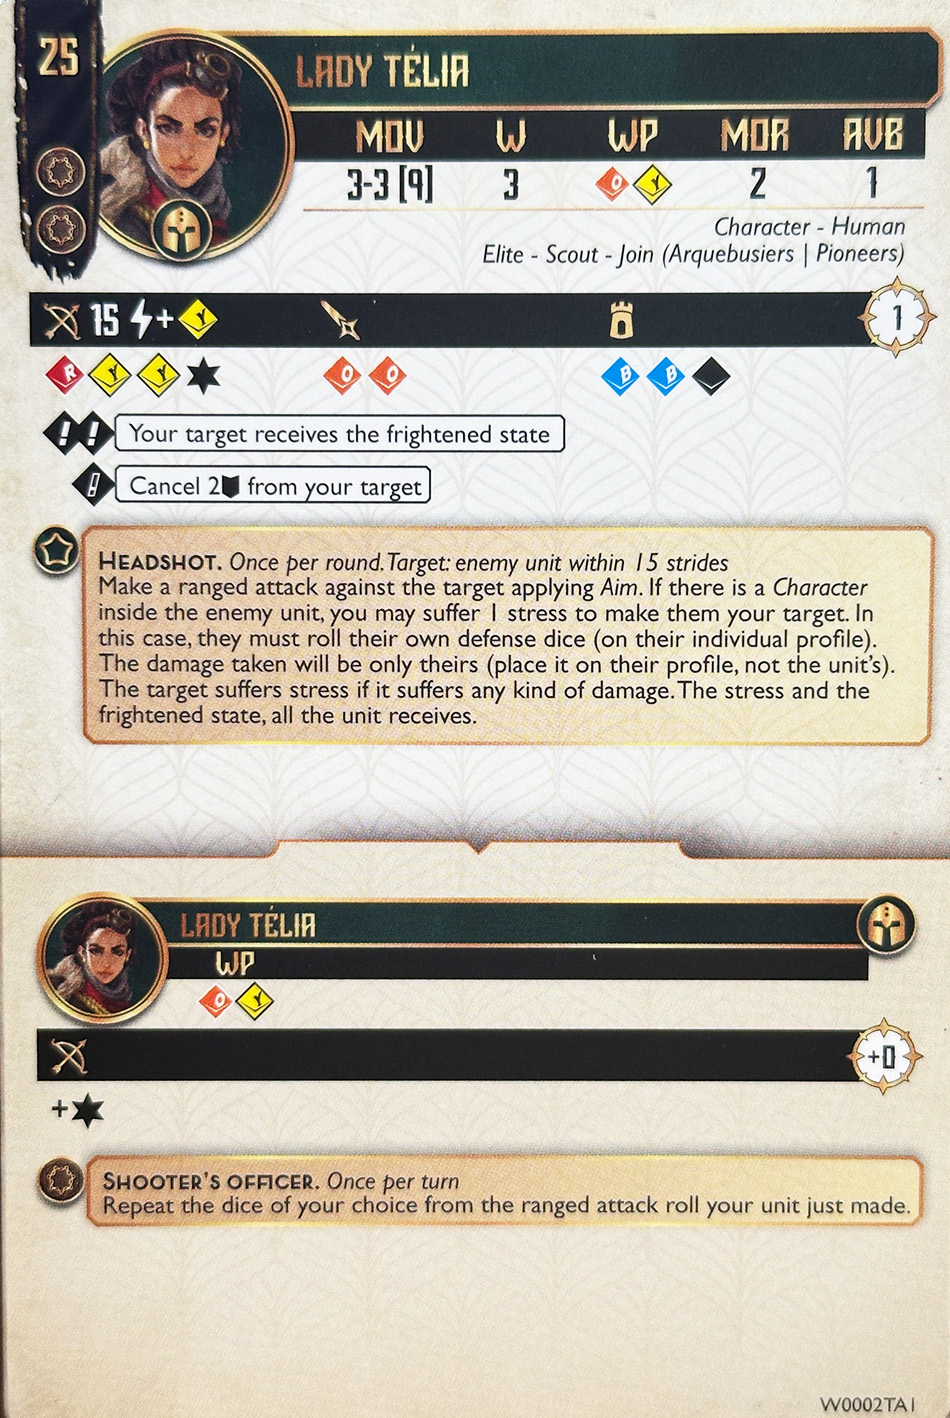 25
LADY TÉLIA
MOV W WP MOR AVB
3-3 [9] 3 O Y 2 1
Character - Human
Elite - Scout - Join (Arquebusiers | Pioneers)
15 + Y 1
R Y Y O O B B
! ! Your target receives the frightened state
! Cancel 2 from your target
HEADSHOT. Once per round. Target: enemy unit within 15 strides
Make a ranged attack against the target applying Aim. If there is a Character
inside the enemy unit, you may suffer 1 stress to make them your target. In
this case, they must roll their own defense dice (on their individual profile).
The damage taken will be only theirs (place it on their profile, not the unit's).
The target suffers stress if it suffers any kind of damage. The stress and the
frightened state, all the unit receives.
LADY TÉLIA
WP
O Y
+0
+
SHOOTER'S OFFICER. Once per turn
Repeat the dice of your choice from the ranged attack roll your unit just made.
W0002TA1